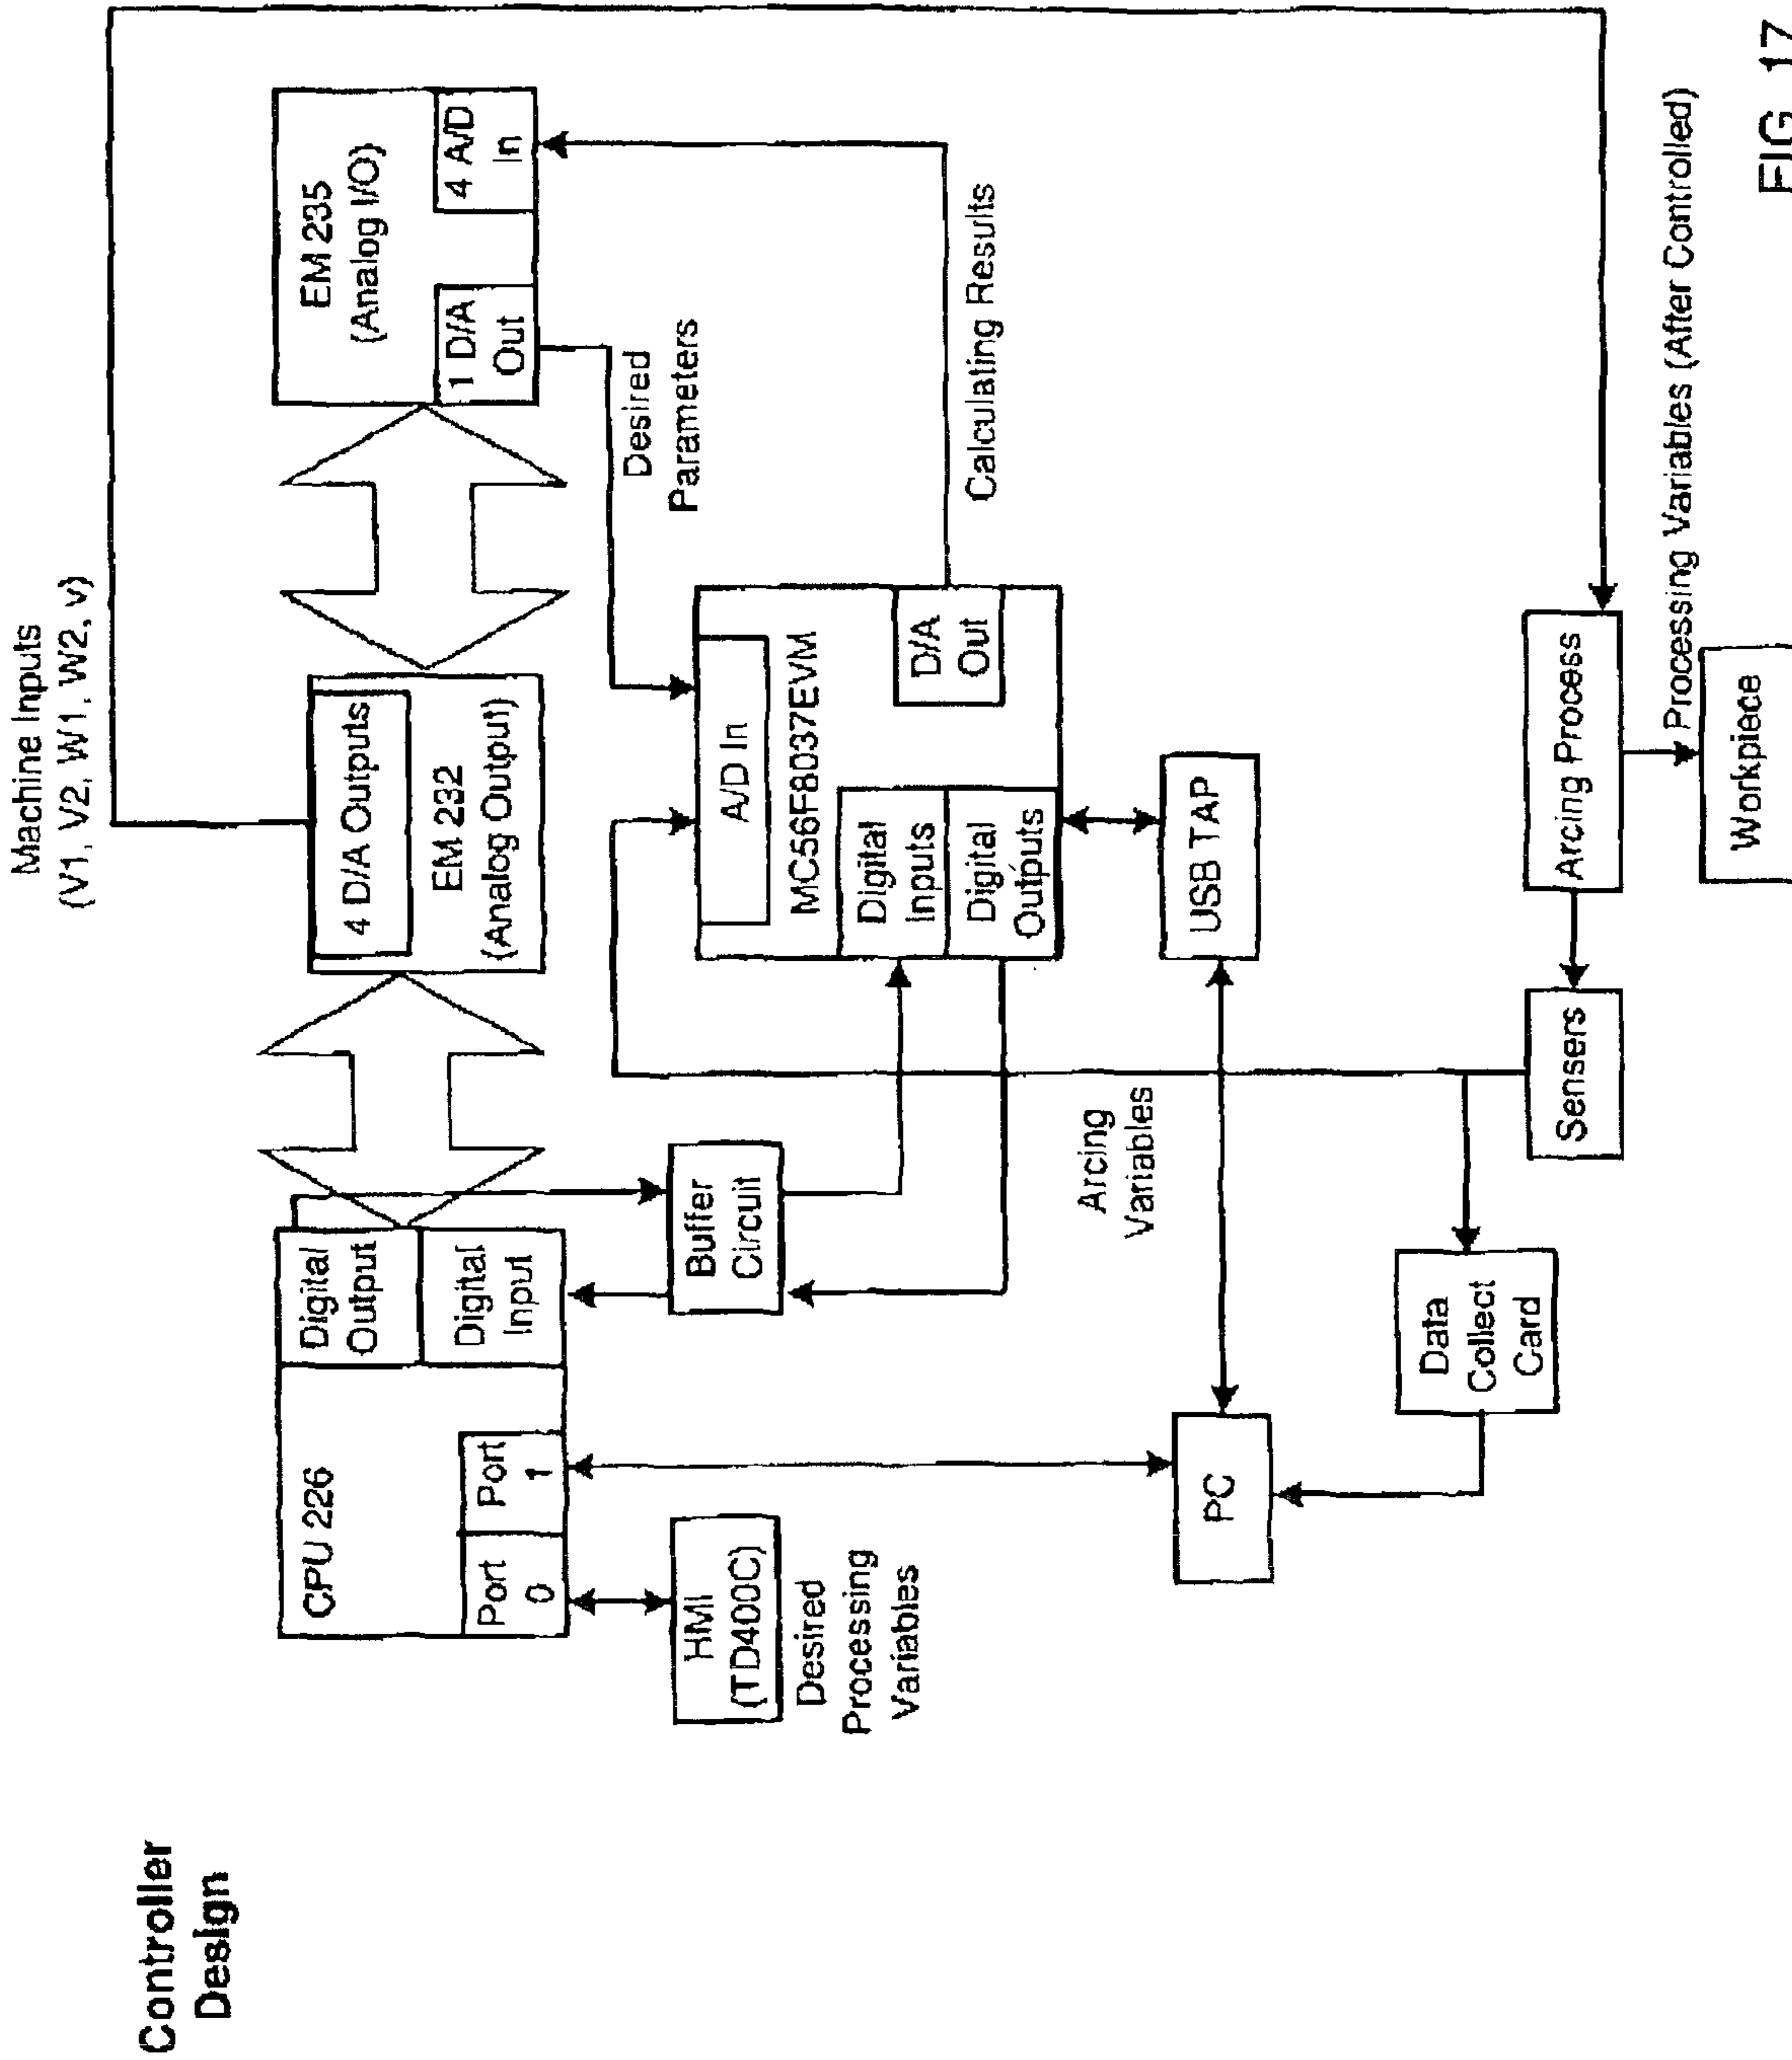 Controller
Design
Machine Inputs
(V1, V2, W1, W2, v)
CPU 226
Port
0
Port
1
Digital
Output
Digital
Input
4 D/A Outputs
EM 232
(Analog Output)
EM 235
(Analog I/O)
1 D/A
Out
4 A/D
In
HMI
(TD400C)
Desired
Processing
Variables
Buffer
Circuit
Desired
Parameters
A/D In
MC56F8037EVM
Digital
Inputs
Digital
Outputs
D/A
Out
Calculating Results
Arcing
Variables
USB TAP
PC
Data
Collect
Card
Sensers
Arcing Process
Processing Variables (After Controlled)
Workpiece
FIG. 17